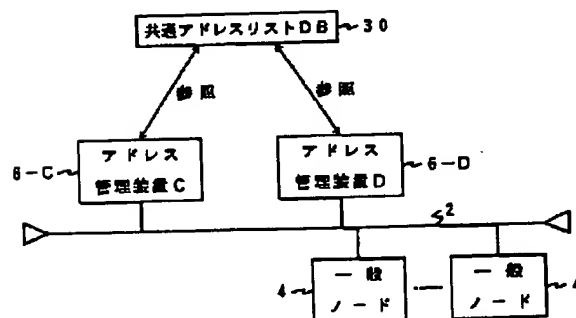 共通アドレスリストDB
30
参照
参照
アドレス
管理装置C
6-C
アドレス
管理装置D
6-D
2
一般
ノード
4
一般
ノード
4